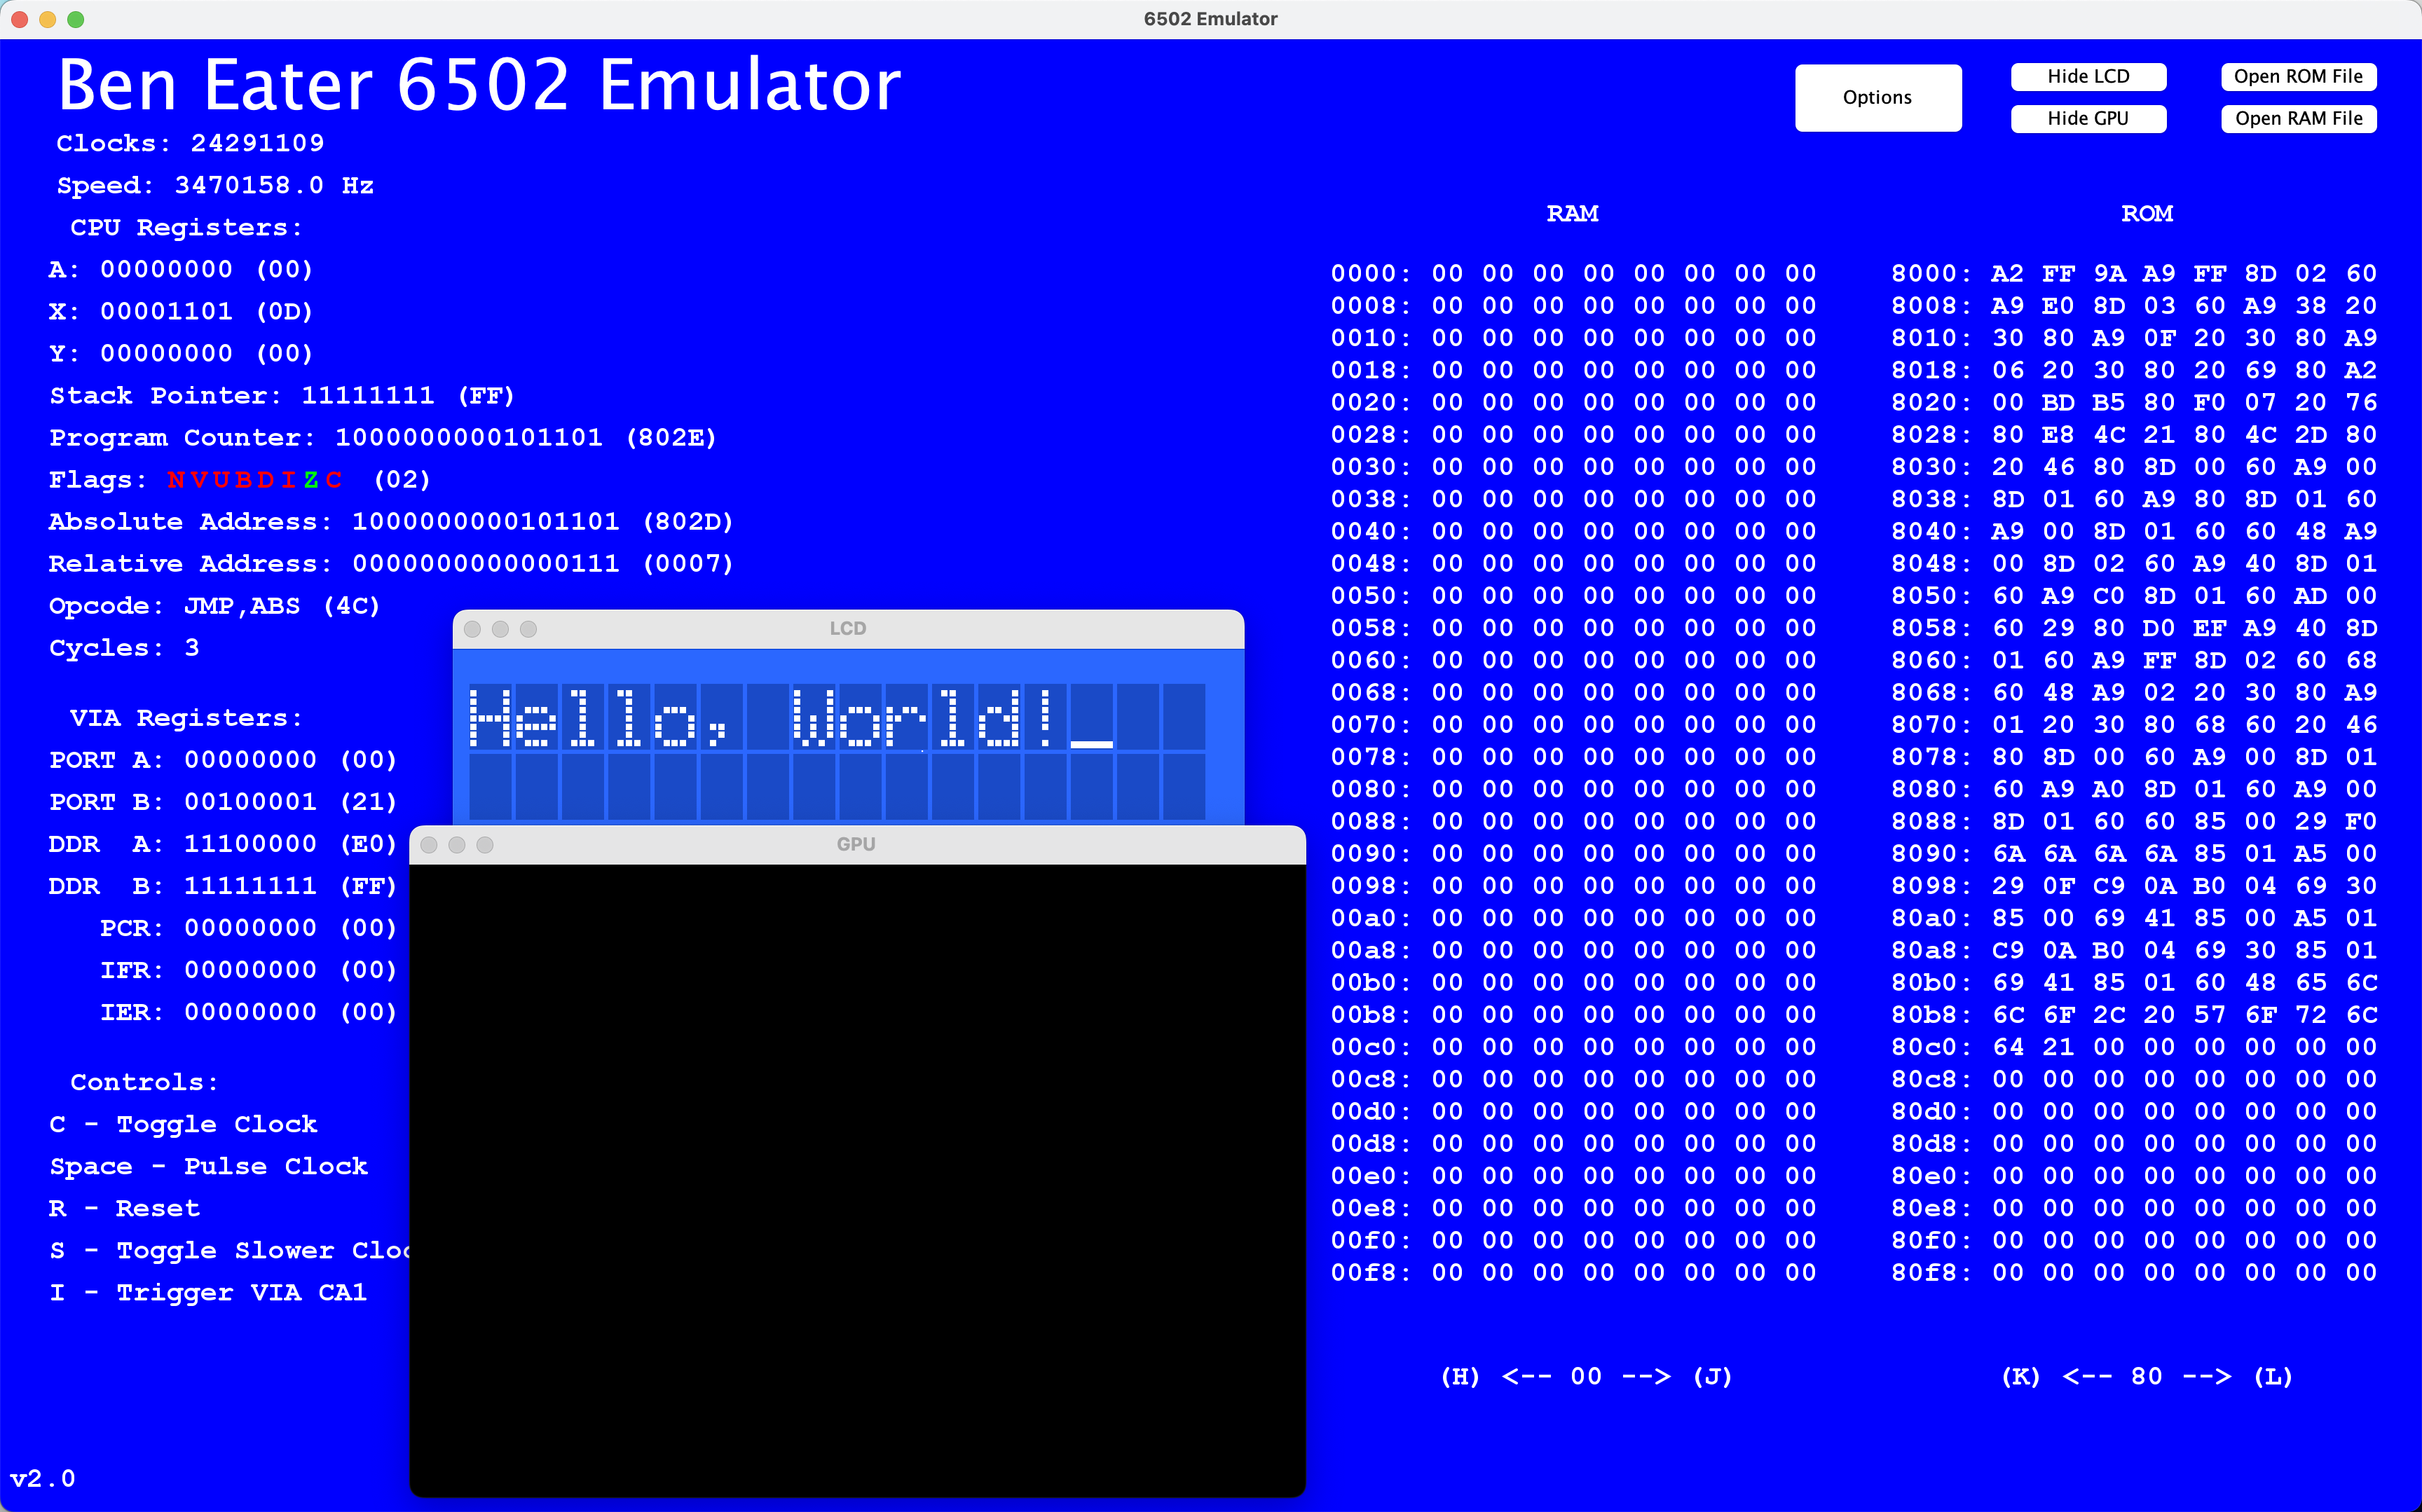 6502 Emulator
Ben Eater 6502 Emulator
Options
Hide LCD
Open ROM File
Hide GPU
Open RAM File
Clocks: 24291109
Speed: 3470158.0 Hz
CPU Registers:
A: 00000000 (00)
X: 00001101 (0D)
Y: 00000000 (00)
Stack Pointer: 11111111 (FF)
Program Counter: 1000000000101101 (802E)
Flags: NVUBDIZC (02)
Absolute Address: 1000000000101101 (802D)
Relative Address: 0000000000000111 (0007)
Opcode: JMP,ABS (4C)
Cycles: 3
VIA Registers:
PORT A: 00000000 (00)
PORT B: 00100001 (21)
DDR A: 11100000 (E0)
DDR B: 11111111 (FF)
PCR: 00000000 (00)
IFR: 00000000 (00)
IER: 00000000 (00)
Controls:
C - Toggle Clock
Space - Pulse Clock
R - Reset
S - Toggle Slower Cloc
I - Trigger VIA CA1
v2.0
LCD
Hello, World!_
GPU
RAM
0000: 00 00 00 00 00 00 00 00
0008: 00 00 00 00 00 00 00 00
0010: 00 00 00 00 00 00 00 00
0018: 00 00 00 00 00 00 00 00
0020: 00 00 00 00 00 00 00 00
0028: 00 00 00 00 00 00 00 00
0030: 00 00 00 00 00 00 00 00
0038: 00 00 00 00 00 00 00 00
0040: 00 00 00 00 00 00 00 00
0048: 00 00 00 00 00 00 00 00
0050: 00 00 00 00 00 00 00 00
0058: 00 00 00 00 00 00 00 00
0060: 00 00 00 00 00 00 00 00
0068: 00 00 00 00 00 00 00 00
0070: 00 00 00 00 00 00 00 00
0078: 00 00 00 00 00 00 00 00
0080: 00 00 00 00 00 00 00 00
0088: 00 00 00 00 00 00 00 00
0090: 00 00 00 00 00 00 00 00
0098: 00 00 00 00 00 00 00 00
00a0: 00 00 00 00 00 00 00 00
00a8: 00 00 00 00 00 00 00 00
00b0: 00 00 00 00 00 00 00 00
00b8: 00 00 00 00 00 00 00 00
00c0: 00 00 00 00 00 00 00 00
00c8: 00 00 00 00 00 00 00 00
00d0: 00 00 00 00 00 00 00 00
00d8: 00 00 00 00 00 00 00 00
00e0: 00 00 00 00 00 00 00 00
00e8: 00 00 00 00 00 00 00 00
00f0: 00 00 00 00 00 00 00 00
00f8: 00 00 00 00 00 00 00 00
(H) <-- 00 --> (J)
ROM
8000: A2 FF 9A A9 FF 8D 02 60
8008: A9 E0 8D 03 60 A9 38 20
8010: 30 80 A9 0F 20 30 80 A9
8018: 06 20 30 80 20 69 80 A2
8020: 00 BD B5 80 F0 07 20 76
8028: 80 E8 4C 21 80 4C 2D 80
8030: 20 46 80 8D 00 60 A9 00
8038: 8D 01 60 A9 80 8D 01 60
8040: A9 00 8D 01 60 60 48 A9
8048: 00 8D 02 60 A9 40 8D 01
8050: 60 A9 C0 8D 01 60 AD 00
8058: 60 29 80 D0 EF A9 40 8D
8060: 01 60 A9 FF 8D 02 60 68
8068: 60 48 A9 02 20 30 80 A9
8070: 01 20 30 80 68 60 20 46
8078: 80 8D 00 60 A9 00 8D 01
8080: 60 A9 A0 8D 01 60 A9 00
8088: 8D 01 60 60 85 00 29 F0
8090: 6A 6A 6A 6A 85 01 A5 00
8098: 29 0F C9 0A B0 04 69 30
80a0: 85 00 69 41 85 00 A5 01
80a8: C9 0A B0 04 69 30 85 01
80b0: 69 41 85 01 60 48 65 6C
80b8: 6C 6F 2C 20 57 6F 72 6C
80c0: 64 21 00 00 00 00 00 00
80c8: 00 00 00 00 00 00 00 00
80d0: 00 00 00 00 00 00 00 00
80d8: 00 00 00 00 00 00 00 00
80e0: 00 00 00 00 00 00 00 00
80e8: 00 00 00 00 00 00 00 00
80f0: 00 00 00 00 00 00 00 00
80f8: 00 00 00 00 00 00 00 00
(K) <-- 80 --> (L)